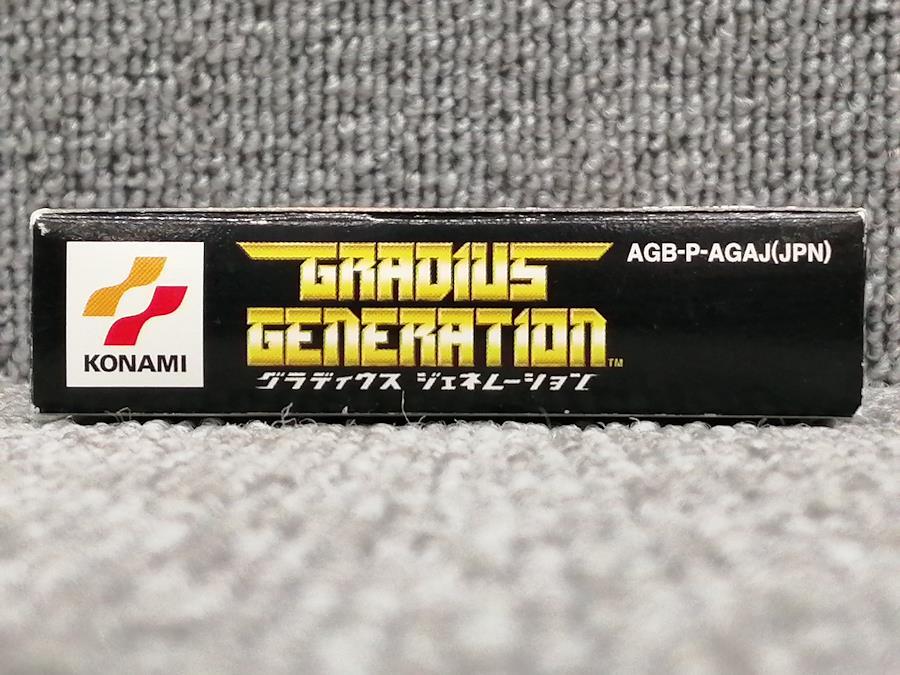 KONAMI
GRADIUS
GENERATION™
グラディウス ジェネレーション
AGB-P-AGAJ(JPN)